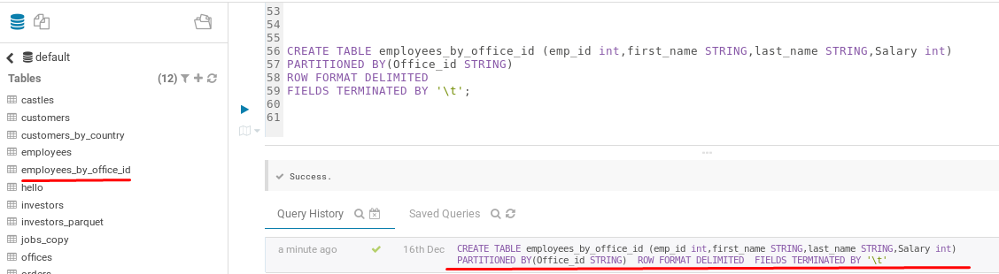 default
Tables (12)
castles
customers
customers_by_country
employees
employees_by_office_id
hello
investors
investors_parquet
jobs_copy
offices
orders
53
54
55
56 CREATE TABLE employees_by_office_id (emp_id int,first_name STRING,last_name STRING,Salary int)
57 PARTITIONED BY(Office_id STRING)
58 ROW FORMAT DELIMITED
59 FIELDS TERMINATED BY '\t';
60
61
Success.
Query History Saved Queries
a minute ago 16th Dec CREATE TABLE employees_by_office_id (emp_id int,first_name STRING,last_name STRING,Salary int)
PARTITIONED BY(Office_id STRING) ROW FORMAT DELIMITED FIELDS TERMINATED BY '\t'